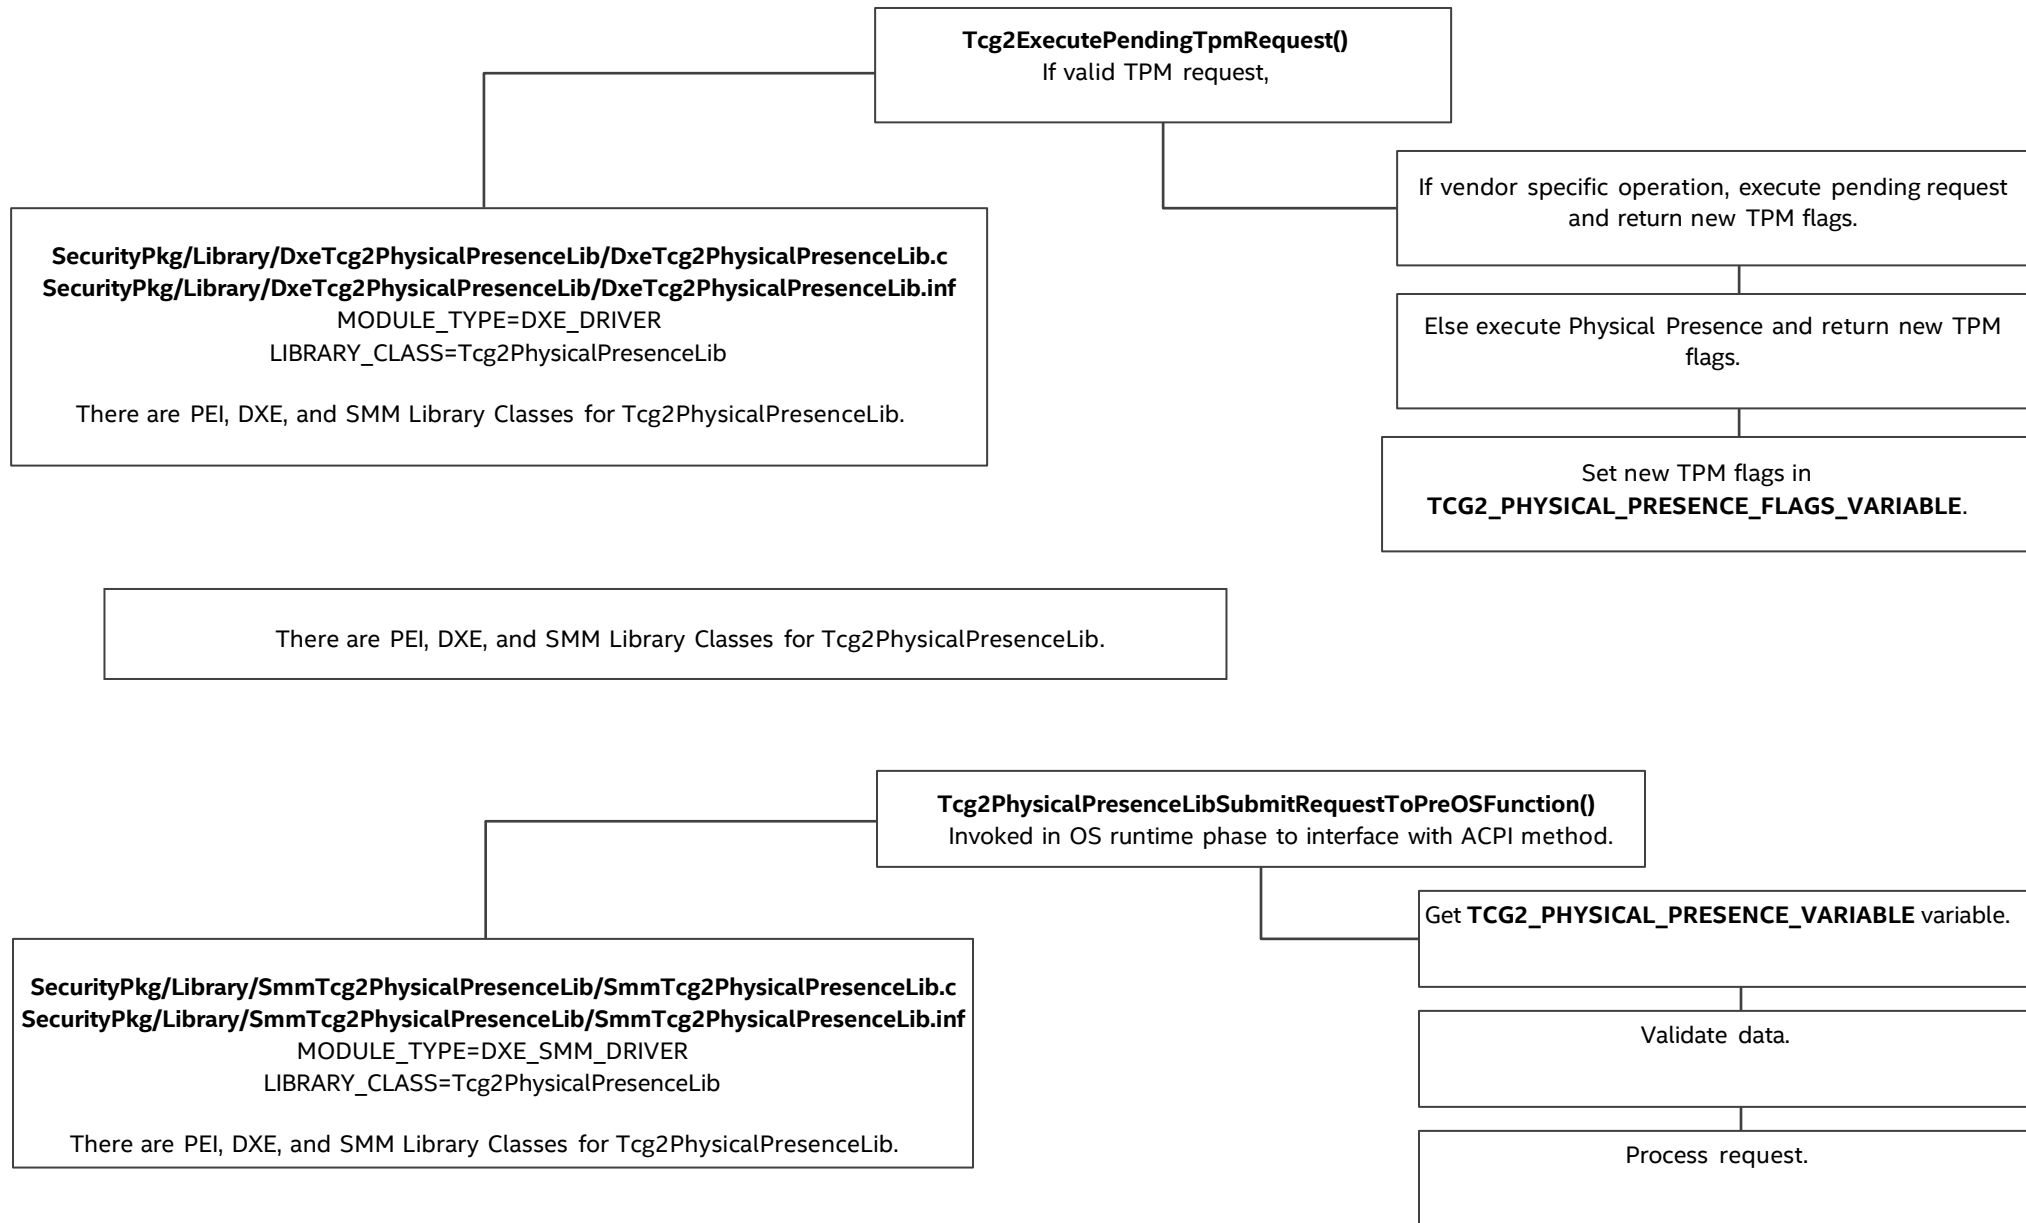 Tcg2ExecutePendingTpmRequest()
If valid TPM request,
If vendor specific operation, execute pending request
and return new TPM flags.
SecurityPkg/Library/DxeTcg2PhysicalPresenceLib/DxeTcg2PhysicalPresenceLib.c
SecurityPkg/Library/DxeTcg2PhysicalPresenceLib/DxeTcg2PhysicalPresenceLib.inf
MODULE_TYPE=DXE_DRIVER
LIBRARY_CLASS=Tcg2PhysicalPresenceLib
There are PEI, DXE, and SMM Library Classes for Tcg2PhysicalPresenceLib.
Else execute Physical Presence and return new TPM
flags.
Set new TPM flags in
TCG2_PHYSICAL_PRESENCE_FLAGS_VARIABLE.
There are PEI, DXE, and SMM Library Classes for Tcg2PhysicalPresenceLib.
Tcg2PhysicalPresenceLibSubmitRequestToPreOSFunction()
Invoked in OS runtime phase to interface with ACPI method.
Get TCG2_PHYSICAL_PRESENCE_VARIABLE variable.
SecurityPkg/Library/SmmTcg2PhysicalPresenceLib/SmmTcg2PhysicalPresenceLib.c
SecurityPkg/Library/SmmTcg2PhysicalPresenceLib/SmmTcg2PhysicalPresenceLib.inf
MODULE_TYPE=DXE_SMM_DRIVER
LIBRARY_CLASS=Tcg2PhysicalPresenceLib
There are PEI, DXE, and SMM Library Classes for Tcg2PhysicalPresenceLib.
Validate data.
Process request.